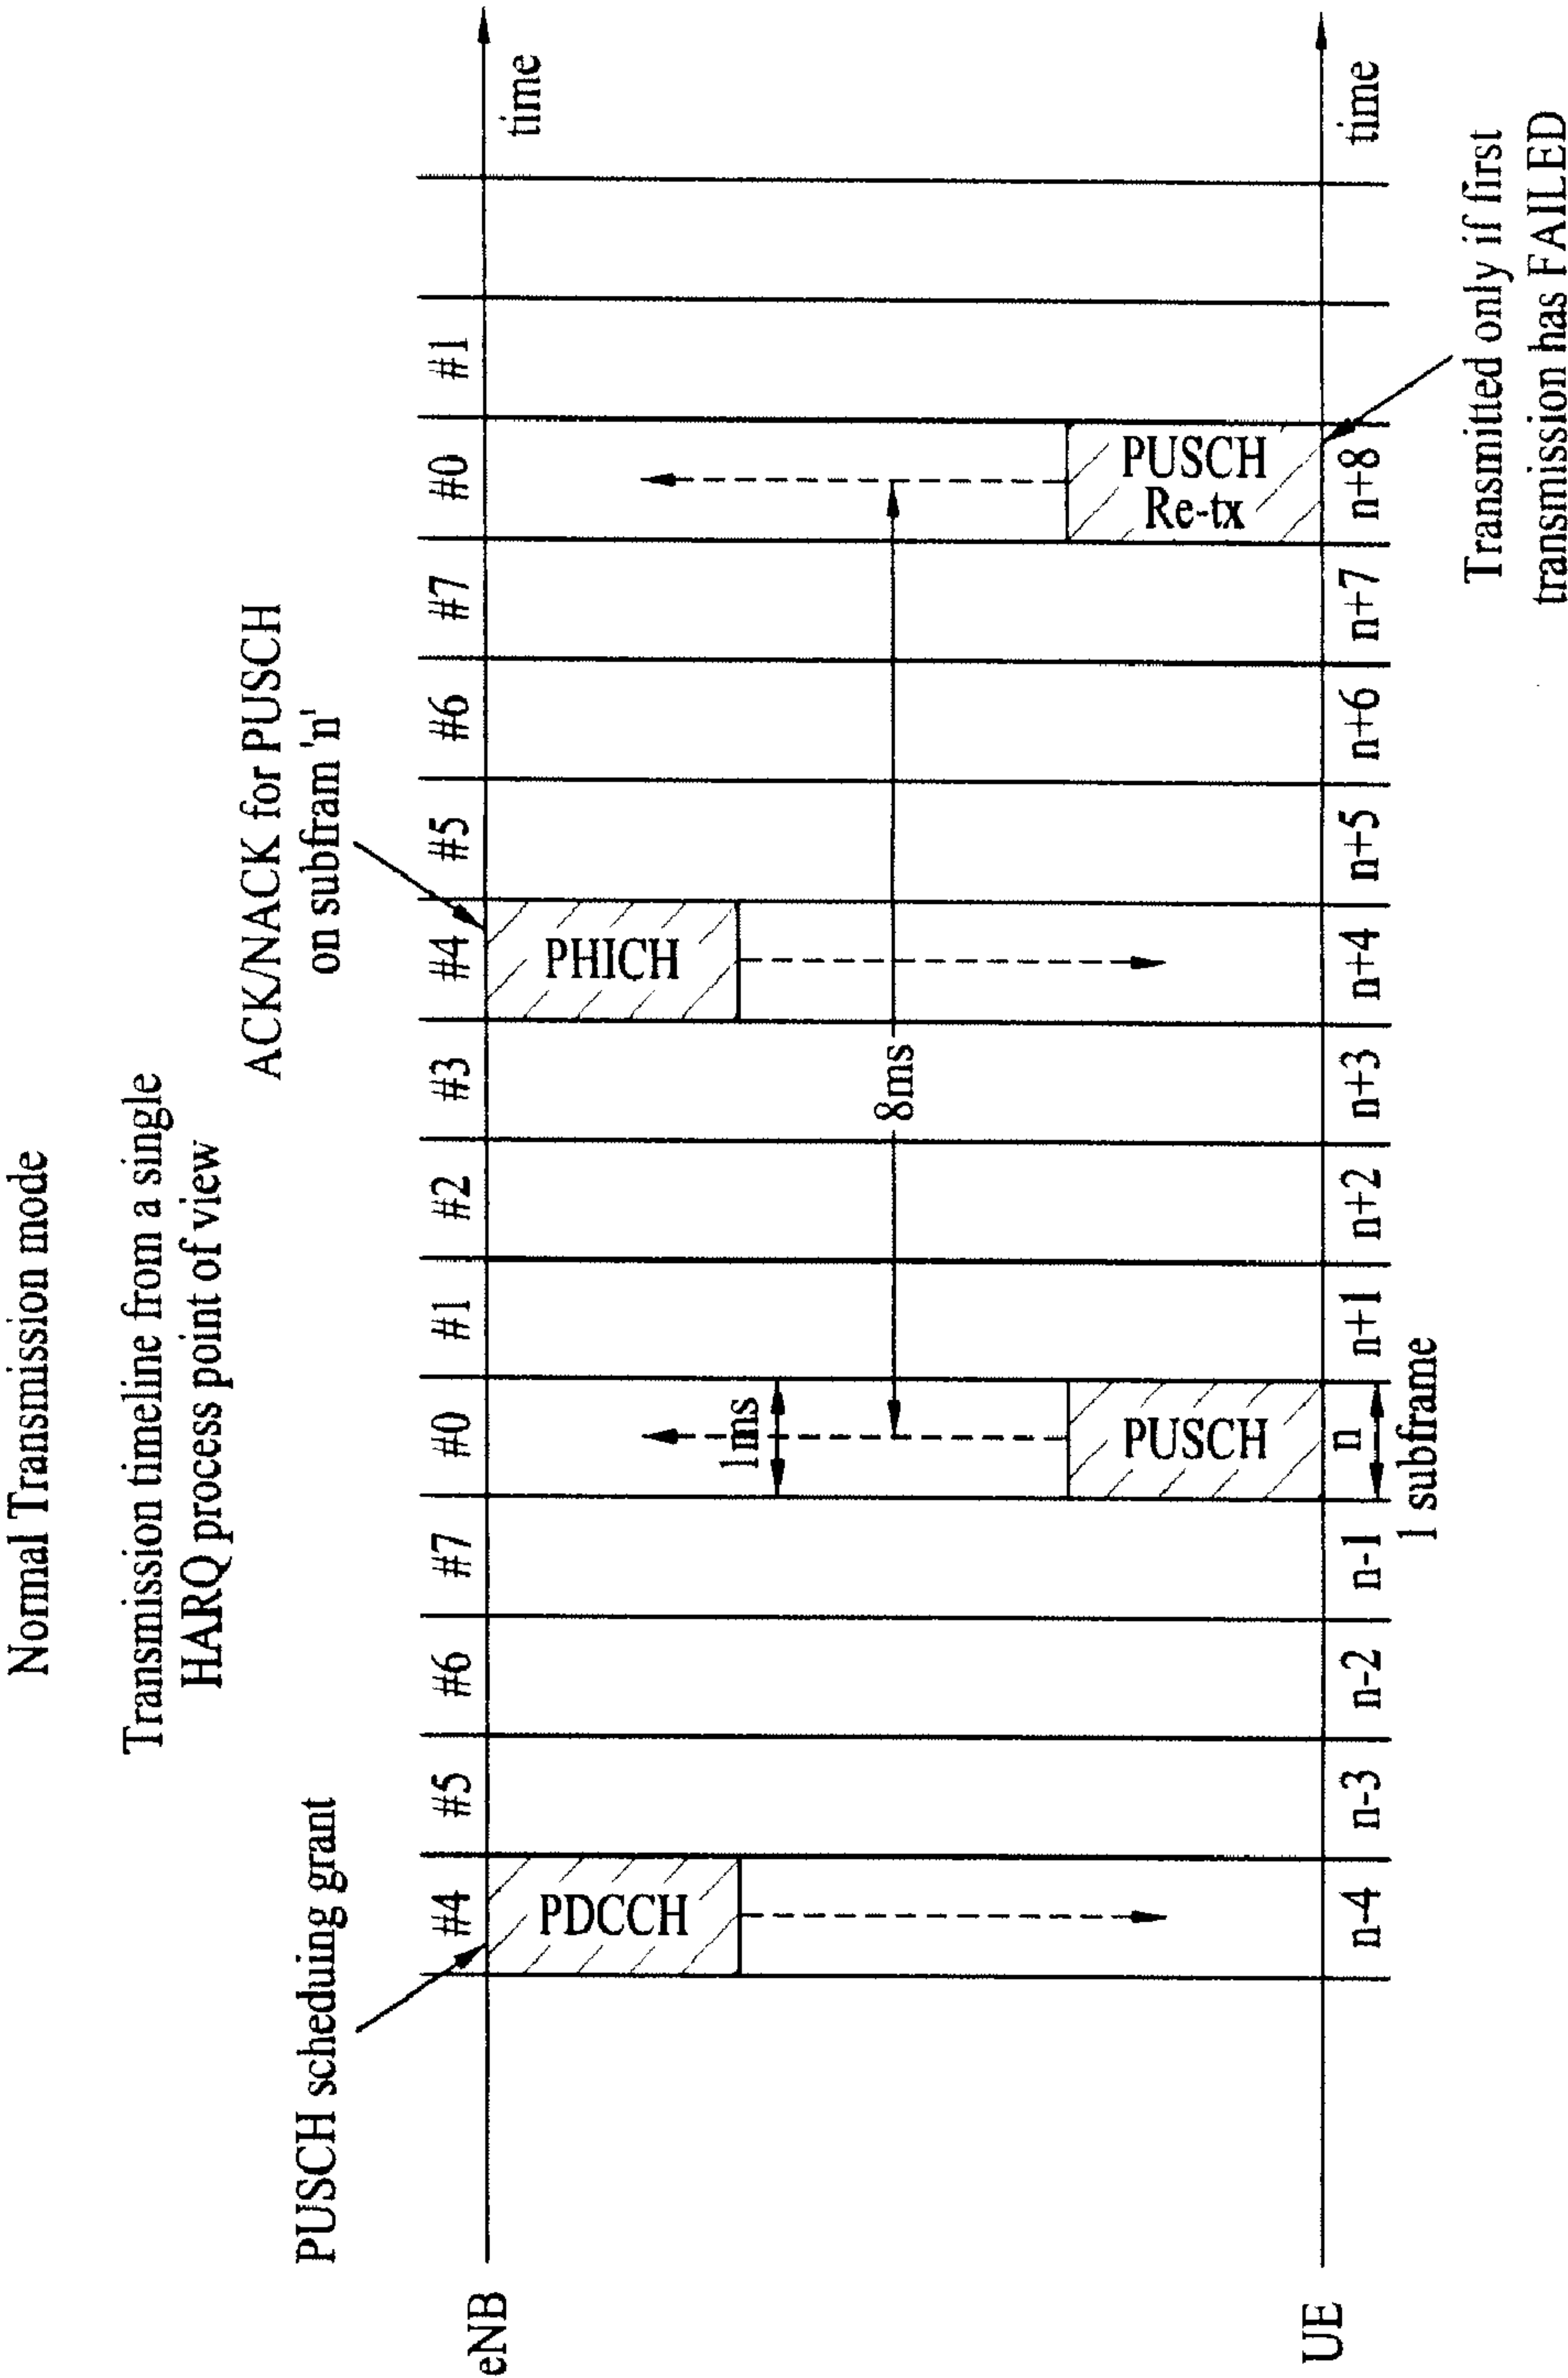 Normal Transmission mode
Transmission timeline from a single
HARQ process point of view
PUSCH scheduing grant
ACK/NACK for PUSCH
on subfram 'n'
eNB
#4 #5 #6 #7 #0 #1 #2 #3 #4 #5 #6 #7 #0 #1
time
PDCCH
PHICH
1ms
8ms
PUSCH
PUSCH
Re-tx
UE
n-4 n-3 n-2 n-1 n n+1 n+2 n+3 n+4 n+5 n+6 n+7 n+8
time
1 subframe
Transmitted only if first
transmission has FAILED